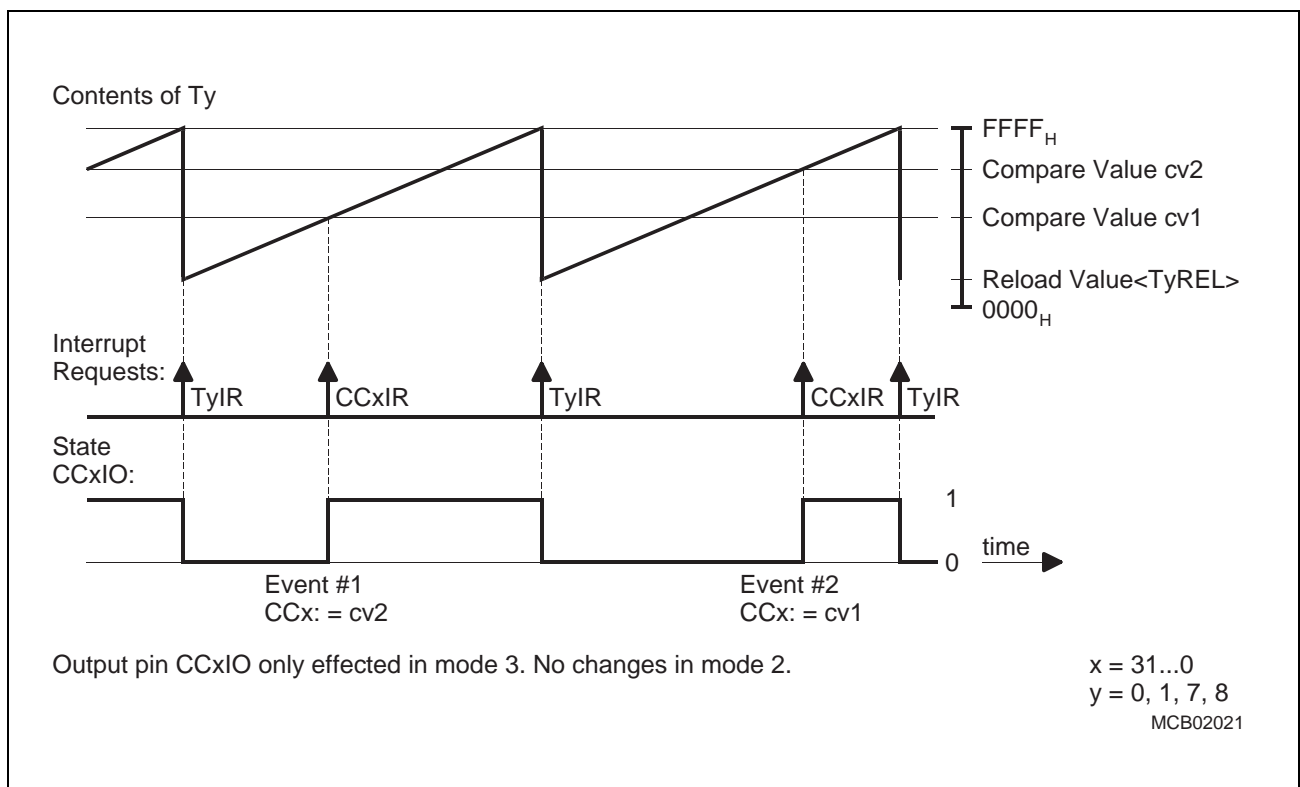 Contents of Ty
FFFF_H
Compare Value cv2
Compare Value cv1
Reload Value<TyREL>
0000_H
Interrupt
Requests:
TyIR
CCxIR
TyIR
CCxIR
TyIR
State
CCxIO:
1
0
time
Event #1
CCx: = cv2
Event #2
CCx: = cv1
Output pin CCxIO only effected in mode 3. No changes in mode 2.
x = 31...0
y = 0, 1, 7, 8
MCB02021